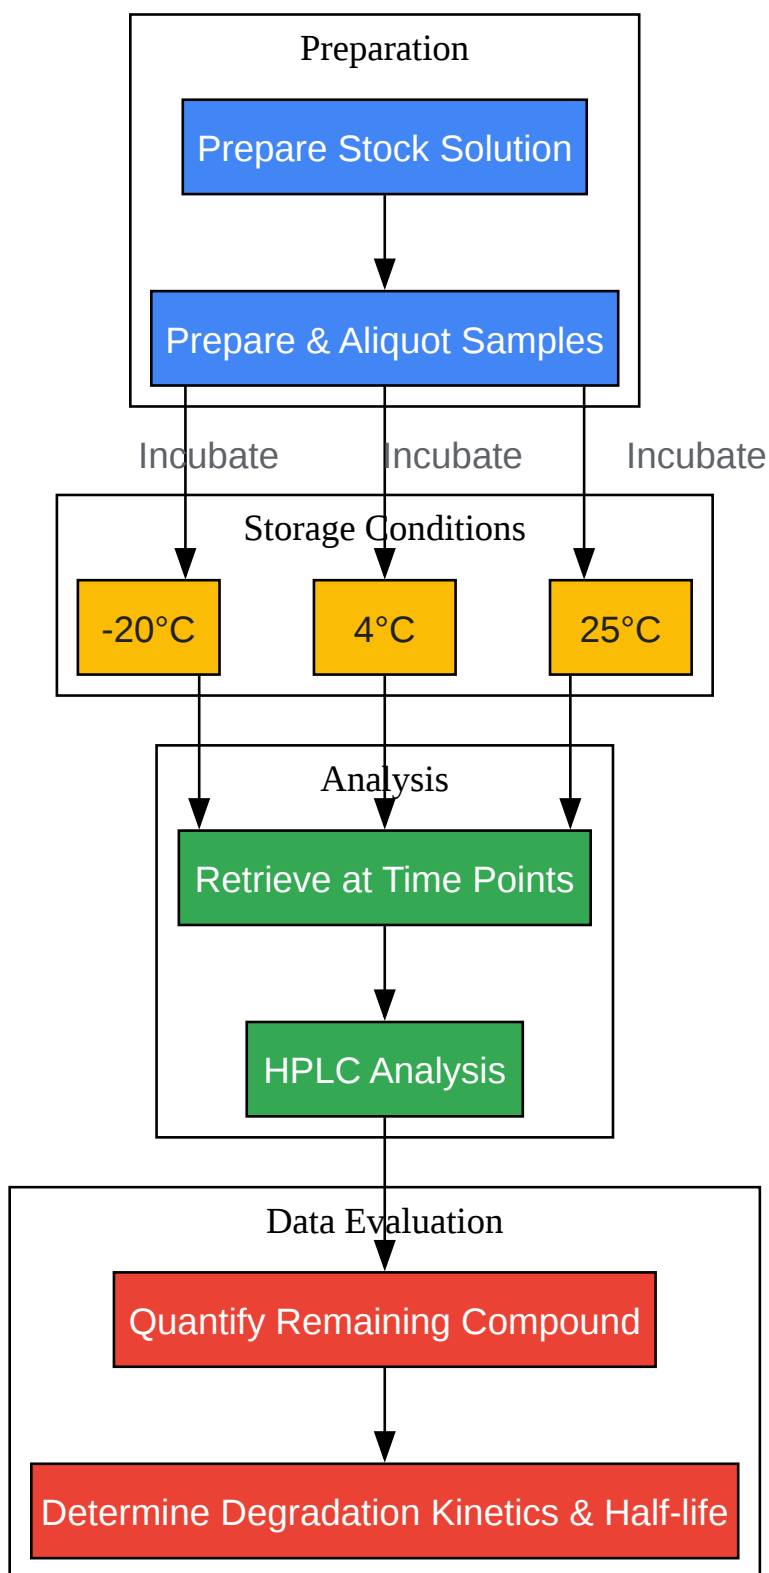 Preparation
Prepare Stock Solution
Prepare & Aliquot Samples
Incubate Incubate Incubate
Storage Conditions
-20°C 4°C 25°C
Analysis
Retrieve at Time Points
HPLC Analysis
Data Evaluation
Quantify Remaining Compound
Determine Degradation Kinetics & Half-life